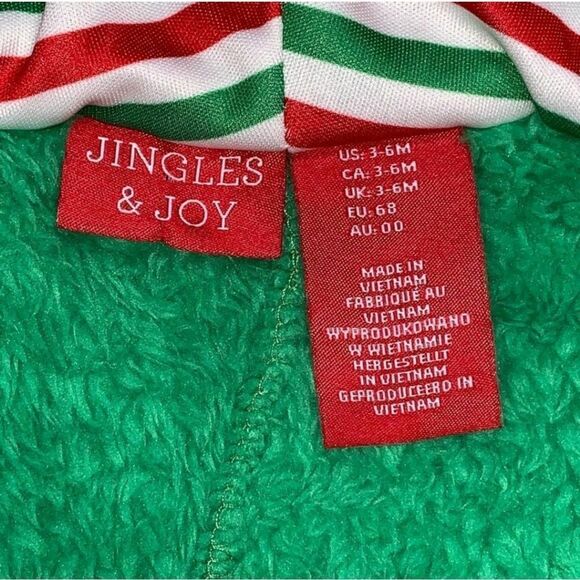 JINGLES
& JOY
US: 3-6M
CA: 3-6M
UK: 3-6M
EU: 68
AU: 00
MADE IN
VIETNAM
FABRIQUÉ AU
VIETNAM
WYPRODUKOWANO
W WIETNAMIE
HERGESTELLT
IN VIETNAM
GEPRODUCEERD IN
VIETNAM